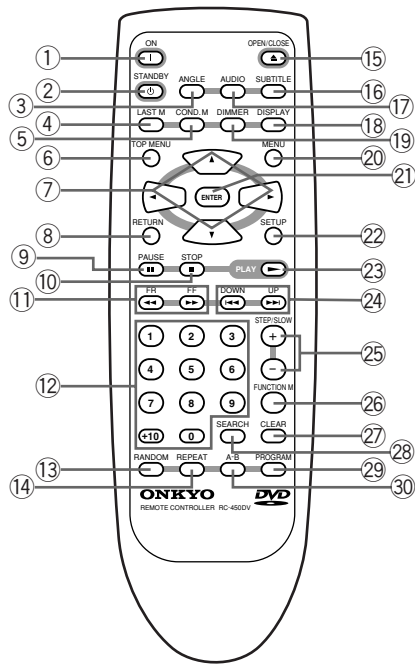 ON OPEN/CLOSE
1 15
STANDBY ANGLE AUDIO SUBTITLE
2 16
3 17
LAST M COND.M DIMMER DISPLAY
4 18
5 19
TOP MENU MENU
6 20
7 ENTER 21
RETURN SETUP
8 22
PAUSE STOP PLAY
9 23
10
FR FF DOWN UP
11 24
STEP/SLOW
1 2 3 +
25
12 4 5 6 −
FUNCTION M
7 8 9 26
SEARCH CLEAR
+10 0 27
28
RANDOM REPEAT A-B PROGRAM
13 29
14 30
ONKYO DVD
REMOTE CONTROLLER RC-450DV